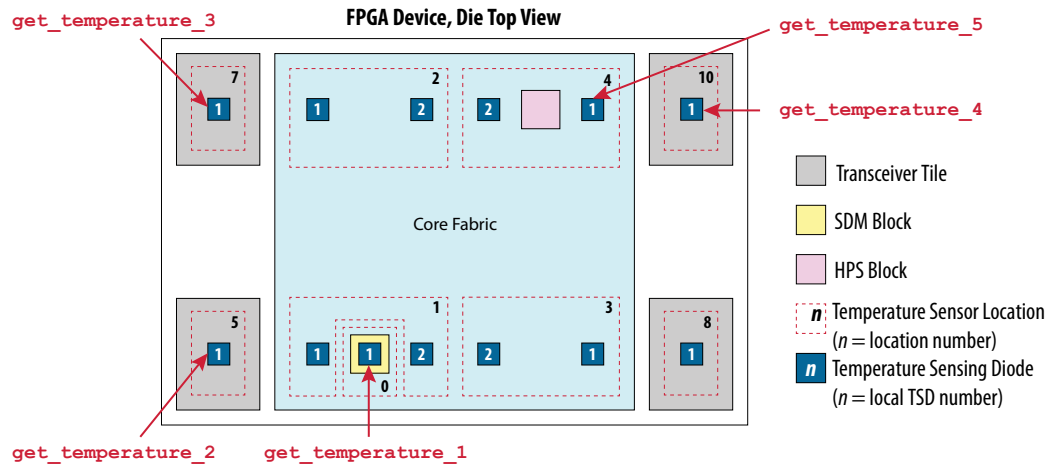 FPGA Device, Die Top View
get_temperature_3
get_temperature_5
7
2
4
10
1
1
2
2
1
1
get_temperature_4
Transceiver Tile
Core Fabric
SDM Block
HPS Block
5
1
3
8
n Temperature Sensor Location
(n = location number)
1
1
1
2
2
1
1
0
n Temperature Sensing Diode
(n = local TSD number)
get_temperature_2
get_temperature_1